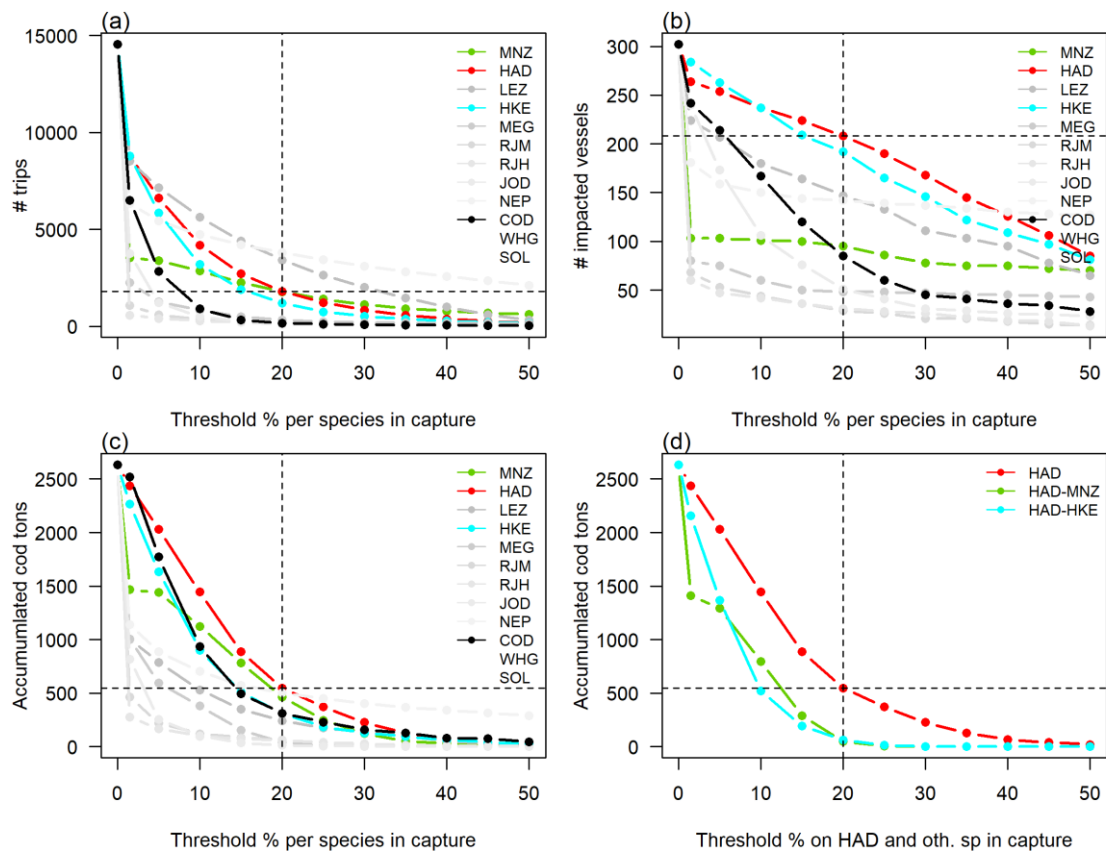 (a)
# trips
15000
10000
5000
0
MNZ
HAD
LEZ
HKE
MEG
RJM
RJH
JOD
NEP
COD
WHG
SOL
0 10 20 30 40 50
Threshold % per species in capture
(b)
# impacted vessels
300
250
200
150
100
50
MNZ
HAD
LEZ
HKE
MEG
RJM
RJH
JOD
NEP
COD
WHG
SOL
0 10 20 30 40 50
Threshold % per species in capture
(c)
Accumulated cod tons
2500
2000
1500
1000
500
0
MNZ
HAD
LEZ
HKE
MEG
RJM
RJH
JOD
NEP
COD
WHG
SOL
0 10 20 30 40 50
Threshold % per species in capture
(d)
Accumulated cod tons
2500
2000
1500
1000
500
0
HAD
HAD-MNZ
HAD-HKE
0 10 20 30 40 50
Threshold % on HAD and oth. sp in capture